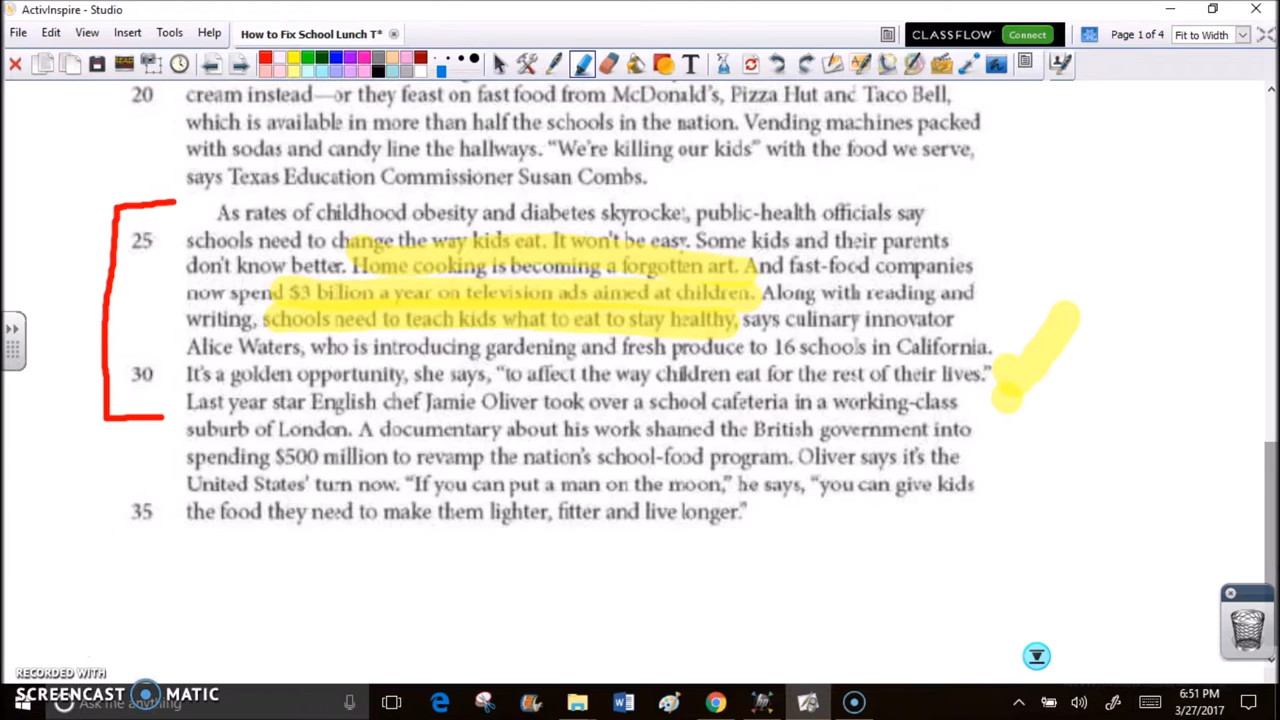 ActivInspire - Studio
File Edit View Insert Tools Help How to Fix School Lunch T* CLASSFLOW Connect Page 1 of 4 Fit to Width
20 cream instead—or they feast on fast food from McDonald's, Pizza Hut and Taco Bell,
which is available in more than half the schools in the nation. Vending machines packed
with sodas and candy line the hallways. “We're killing our kids” with the food we serve,
says Texas Education Commissioner Susan Combs.
As rates of childhood obesity and diabetes skyrocket, public-health officials say
25 schools need to change the way kids eat. It won't be easy. Some kids and their parents
don't know better. Home cooking is becoming a forgotten art. And fast-food companies
now spend $3 billion a year on television ads aimed at children. Along with reading and
writing, schools need to teach kids what to eat to stay healthy, says culinary innovator
Alice Waters, who is introducing gardening and fresh produce to 16 schools in California.
30 It's a golden opportunity, she says, “to affect the way children eat for the rest of their lives.”
Last year star English chef Jamie Oliver took over a school cafeteria in a working-class
suburb of London. A documentary about his work shamed the British government into
spending $500 million to revamp the nation's school-food program. Oliver says it's the
United States' turn now. “If you can put a man on the moon,” he says, “you can give kids
35 the food they need to make them lighter, fitter and live longer.”
RECORDED WITH
SCREENCAST MATIC
Ask me anything
6:51 PM
3/27/2017